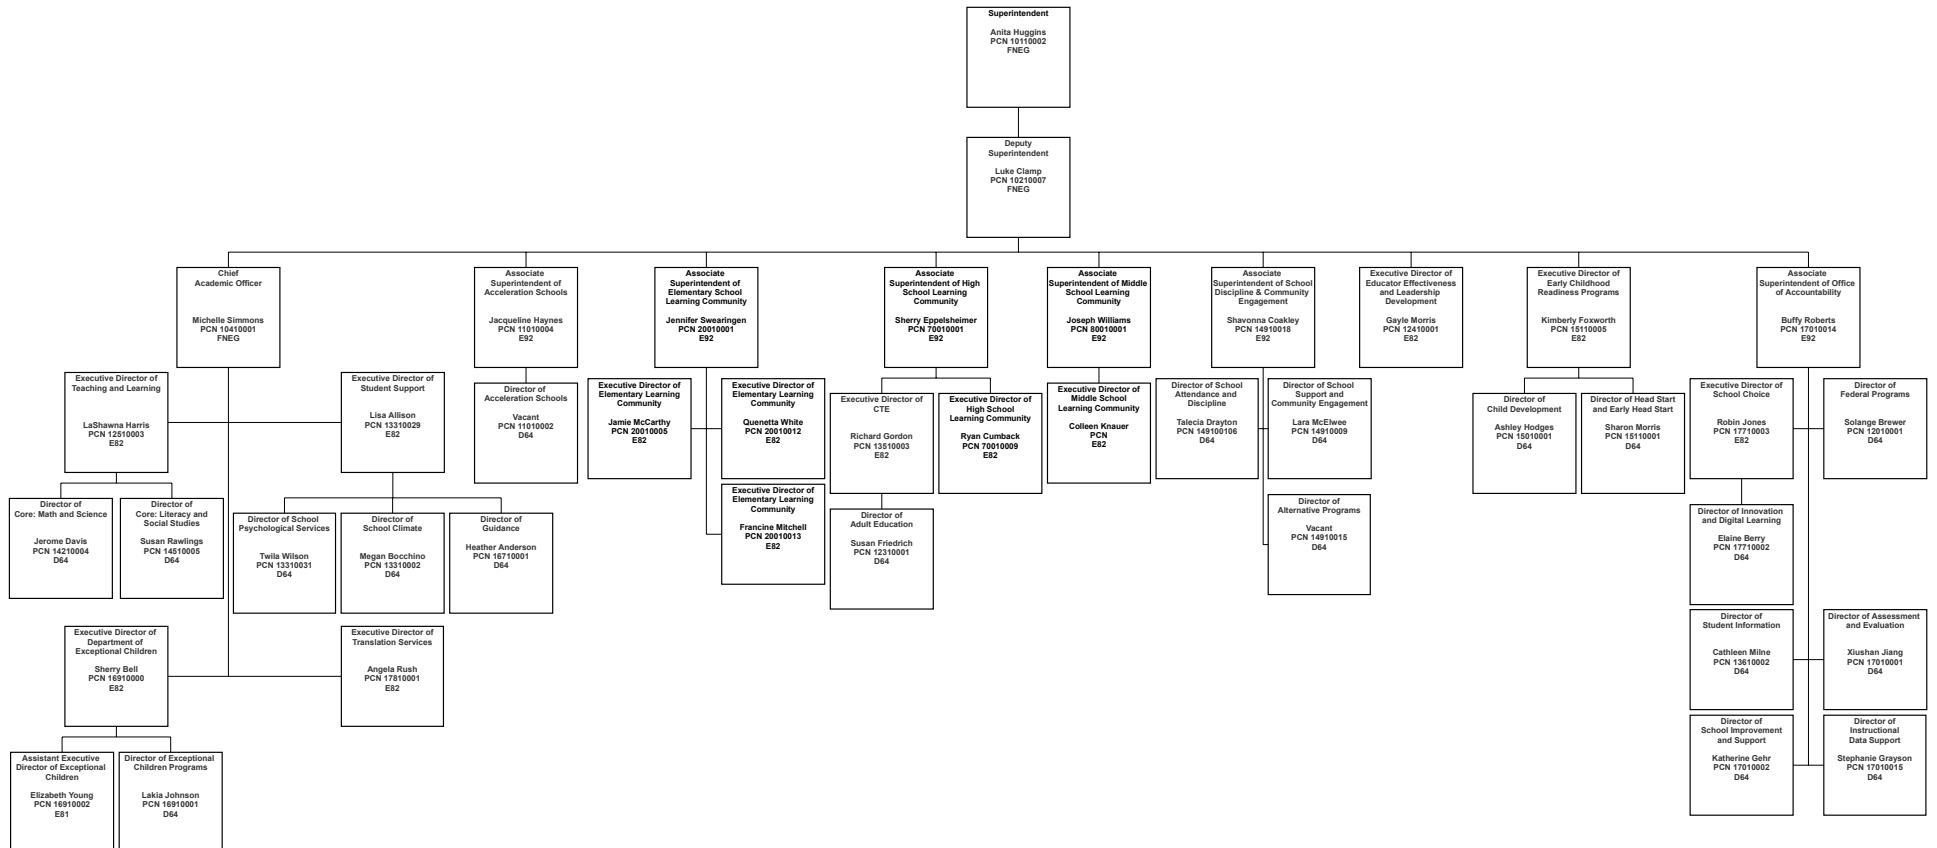 Superintendent
Anita Huggins
PCN 10110002
FNEG
Deputy
Superintendent
Luke Clamp
PCN 10210007
FNEG
Chief
Academic Officer
Michelle Simmons
PCN 10410001
FNEG
Associate
Superintendent of
Acceleration Schools
Jacqueline Haynes
PCN 11010004
E92
Associate
Superintendent of
Elementary School
Learning Community
Jennifer Swearingen
PCN 20010001
E92
Associate
Superintendent of High
School Learning
Community
Sherry Eppelsheimer
PCN 70010001
E92
Associate
Superintendent of Middle
School Learning
Community
Joseph Williams
PCN 80010001
E92
Associate
Superintendent of School
Discipline & Community
Engagement
Shavonna Coakley
PCN 14910018
E92
Executive Director of
Educator Effectiveness
and Leadership
Development
Gayle Morris
PCN 12410001
E82
Executive Director of
Early Childhood
Readiness Programs
Kimberly Foxworth
PCN 15110005
E82
Associate
Superintendent of Office
of Accountability
Buffy Roberts
PCN 17010014
E92
Executive Director of
Teaching and Learning
LaShawna Harris
PCN 12510003
E82
Executive Director of
Student Support
Lisa Allison
PCN 13310029
E82
Director of
Acceleration Schools
Vacant
PCN 11010002
D64
Executive Director of
Elementary Learning
Community
Jamie McCarthy
PCN 20010005
E82
Executive Director of
Elementary Learning
Community
Quenetta White
PCN 20010012
E82
Executive Director of
CTE
Richard Gordon
PCN 13510003
E82
Executive Director of
High School
Learning Community
Ryan Cumback
PCN 70010009
E82
Executive Director of
Middle School
Learning Community
Colleen Knauer
PCN
E82
Director of School
Attendance and
Discipline
Talecia Drayton
PCN 149100106
D64
Director of School
Support and
Community Engagement
Lara McElwee
PCN 14910009
D64
Director of
Child Development
Ashley Hodges
PCN 15010001
D64
Director of Head Start
and Early Head Start
Sharon Morris
PCN 15110001
D64
Executive Director of
School Choice
Robin Jones
PCN 17710003
E82
Director of
Federal Programs
Solange Brewer
PCN 12010001
D64
Director of
Core: Math and Science
Jerome Davis
PCN 14210004
D64
Director of
Core: Literacy and
Social Studies
Susan Rawlings
PCN 14510005
D64
Director of School
Psychological Services
Twila Wilson
PCN 13310031
D64
Director of
School Climate
Megan Bocchino
PCN 13310002
D64
Director of
Guidance
Heather Anderson
PCN 16710001
D64
Executive Director of
Elementary Learning
Community
Francine Mitchell
PCN 20010013
E82
Director of
Adult Education
Susan Friedrich
PCN 12310001
D64
Director of
Alternative Programs
Vacant
PCN 14910015
D64
Director of Innovation
and Digital Learning
Elaine Berry
PCN 17710002
D64
Executive Director of
Department of
Exceptional Children
Sherry Bell
PCN 16910000
E82
Executive Director of
Translation Services
Angela Rush
PCN 17810001
E82
Director of
Student Information
Cathleen Milne
PCN 13610002
D64
Director of Assessment
and Evaluation
Xiushan Jiang
PCN 17010001
D64
Assistant Executive
Director of Exceptional
Children
Elizabeth Young
PCN 16910002
E81
Director of Exceptional
Children Programs
Lakia Johnson
PCN 16910001
D64
Director of
School Improvement
and Support
Katherine Gehr
PCN 17010002
D64
Director of
Instructional
Data Support
Stephanie Grayson
PCN 17010015
D64